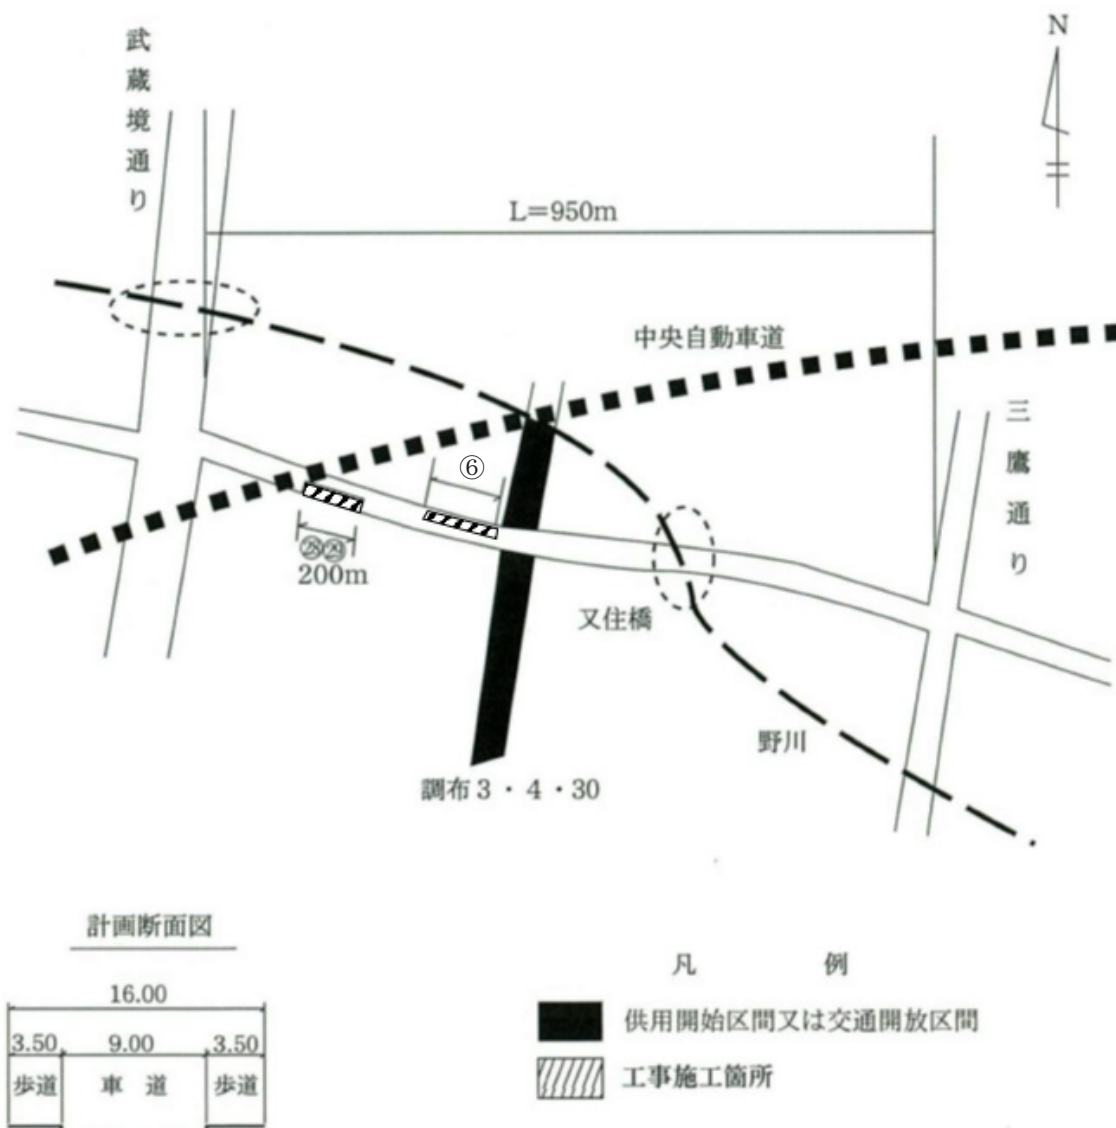 武蔵境通り
N
L=950m
中央自動車道
三鷹通り
⑥
㉘㉙
200m
又住橋
野川
調布3・4・30
計画断面図
16.00
3.50 9.00 3.50
歩道 車道 歩道
凡例
供用開始区間又は交通開放区間
工事施工箇所